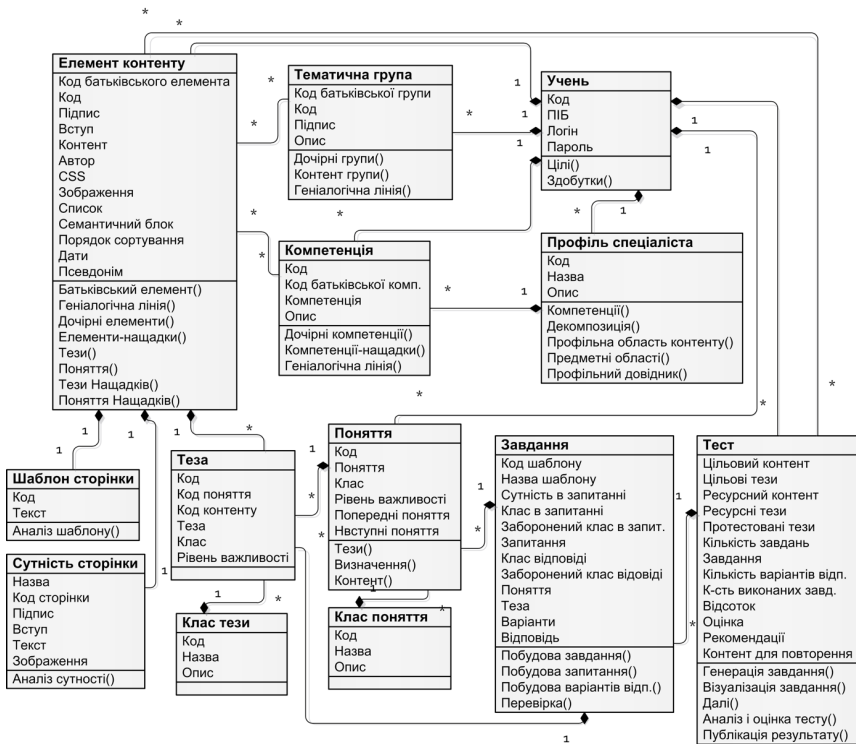 Елемент контенту
Код батьківського елемента
Код
Підпис
Вступ
Контент
Автор
CSS
Зображення
Список
Семантичний блок
Порядок сортування
Дати
Псевдонім
Батьківський елемент()
Геніалогічна лінія()
Дочірні елементи()
Елементи-нащадки()
Тези()
Поняття()
Тези Нащадків()
Поняття Нащадків()
Тематична група
Код батьківської групи
Код
Підпис
Опис
Дочірні групи()
Контент групи()
Геніалогічна лінія()
Учень
Код
ПІБ
Логін
Пароль
Цілі()
Здобутки()
Компетенція
Код
Код батьківської комп.
Компетенція
Опис
Дочірні компетенції()
Компетенції-нащадки()
Геніалогічна лінія()
Профіль спеціаліста
Код
Назва
Опис
Компетенції()
Декомпозиція()
Профільна область контенту()
Предметні області()
Профільний довідник()
Шаблон сторінки
Код
Текст
Аналіз шаблону()
Сутність сторінки
Назва
Код сторінки
Підпис
Вступ
Текст
Зображення
Аналіз сутності()
Теза
Код
Код поняття
Код контенту
Теза
Клас
Рівень важливості
Клас тези
Код
Назва
Опис
Поняття
Код
Поняття
Клас
Рівень важливості
Попередні поняття
Нвступні поняття
Тези()
Визначення()
Контент()
Клас поняття
Код
Назва
Опис
Завдання
Код шаблону
Назва шаблону
Сутність в запитанні
Клас в запитанні
Заборонений клас в запит.
Запитання
Клас відповіді
Заборонений клас відовіді
Поняття
Теза
Варіанти
Відповідь
Побудова завдання()
Побудова запитання()
Побудова варіантів відп.()
Перевірка()
Тест
Цільовий контент
Цільові тези
Ресурсний контент
Ресурсні тези
Протестовані тези
Кількість завдань
Завдання
Кількість варіантів відп.
К-сть виконаних завд.
Відсоток
Оцінка
Рекомендації
Контент для повторення
Генерація завдання()
Візуалізація завдання()
Далі()
Аналіз і оцінка тесту()
Публікація результату()